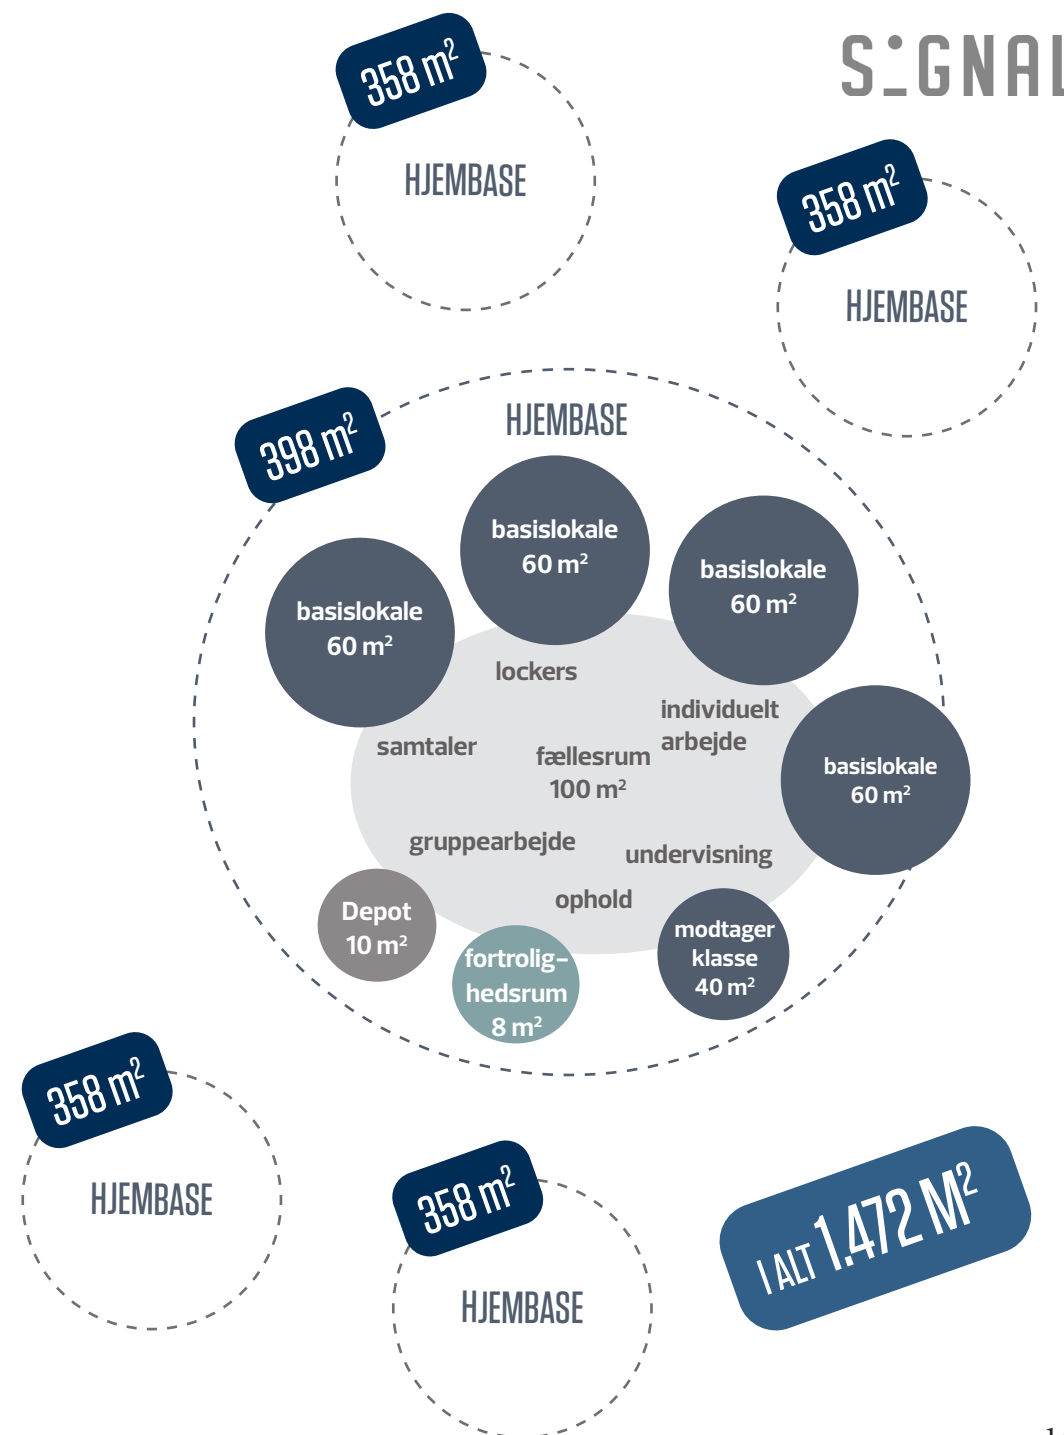 SIGNAL
358 m²
HJEMBASE
358 m²
HJEMBASE
398 m²
HJEMBASE
basislokale
60 m²
basislokale
60 m²
basislokale
60 m²
basislokale
60 m²
lockers
individuelt
arbejde
samtaler
fællesrum
100 m²
gruppearbejde
undervisning
ophold
Depot
10 m²
fortrolig-
hedsrum
8 m²
modtager
klasse
40 m²
358 m²
HJEMBASE
358 m²
HJEMBASE
I ALT 1.472 M²